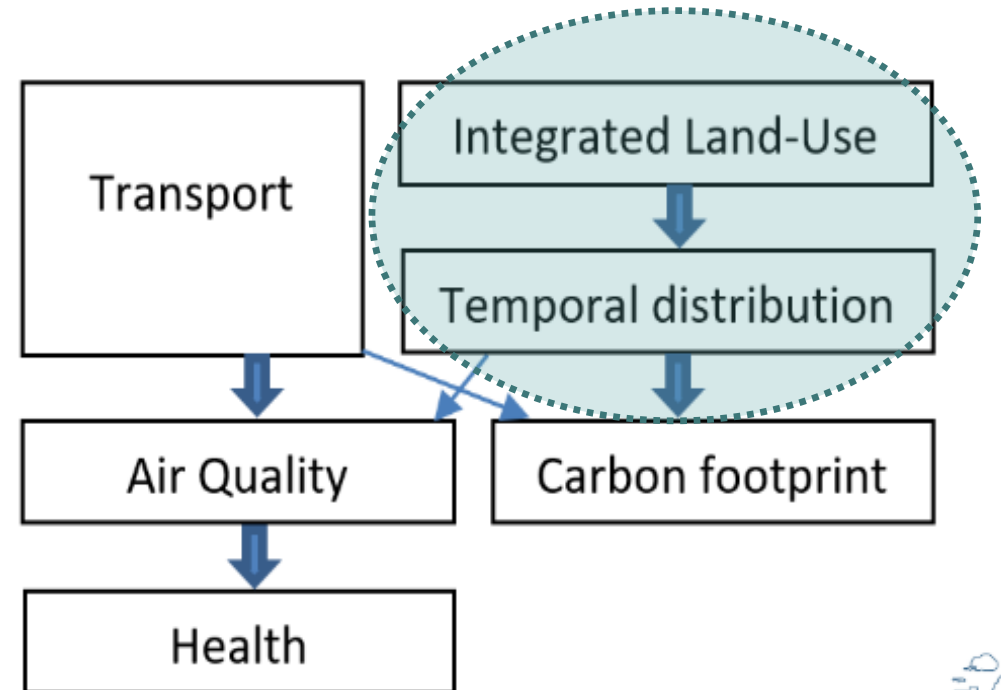 Transport
Integrated Land-Use
Temporal distribution
Air Quality
Carbon footprint
Health